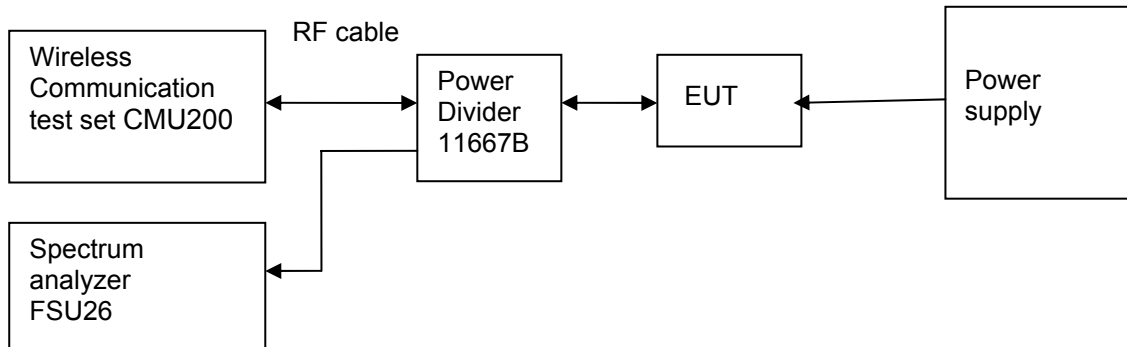 RF cable
Wireless
Communication
test set CMU200
Power
Divider
11667B
EUT
Power
supply
Spectrum
analyzer
FSU26